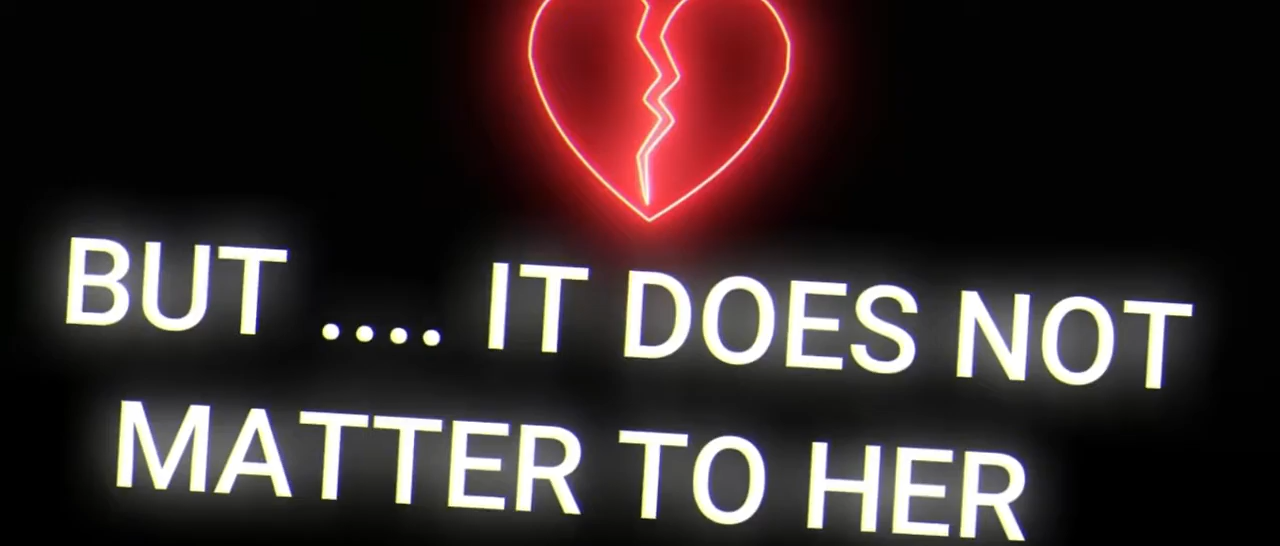 BUT .... IT DOES NOT
MATTER TO HER